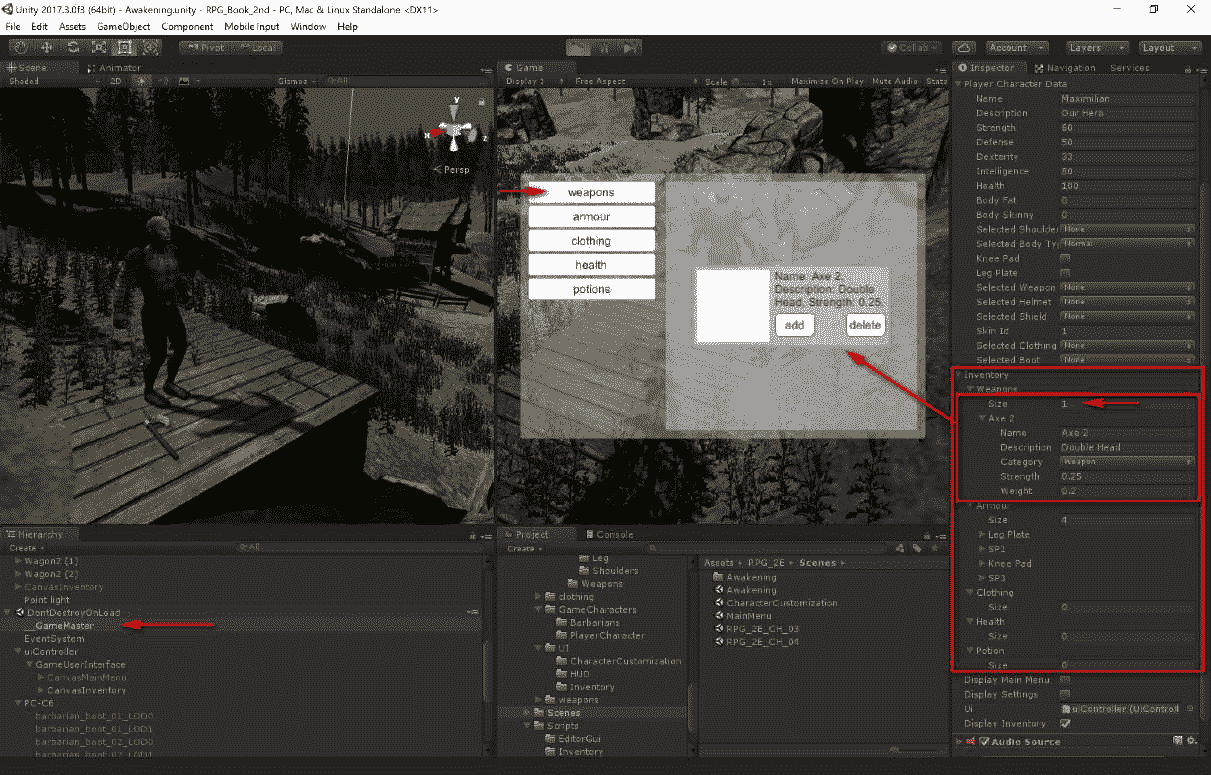 Unity 2017.3.0f3 (64bit) - Awakening.unity - RPG_Book_2nd - PC, Mac & Linux Standalone <DX11>
File Edit Assets GameObject Component Mobile Input Window Help
Pivot Local Collab Account Layers Layout
Scene Animator
Shaded 2D Gizmos All
y
x
z
Persp
Game
Display 1 Free Aspect Scale 1x Maximize On Play Mute Audio Stats
weapons
armour
clothing
health
potions
Name: Axe 2
Description: Double
Head Strength: 0.25
add delete
Inspector Navigation Services
Player Character Data
Name Maximilian
Description Our Hero
Strength 60
Defense 50
Dexterity 33
Intelligence 80
Health 100
Body Fat 0
Body Skinny 0
Selected Shoulder None
Selected Body Ty Normal
Knee Pad
Leg Plate
Selected Weapon None
Selected Helmet None
Selected Shield None
Skin Id 1
Selected Clothing None
Selected Boot None
Inventory
Weapons
Size 1
Axe 2
Name Axe 2
Description Double Head
Category Weapon
Strength 0.25
Weight 0.2
Armour
Size 4
Leg Plate
SP1
Knee Pad
SP3
Clothing
Size 0
Health
Size 0
Potion
Size 0
Display Main Menu
Display Settings
Ui uiController (UiControll
Display Inventory
Audio Source
Hierarchy
Create All
Wagon2 (1)
Wagon2 (2)
CanvasInventory
Point light
DontDestroyOnLoad
GameMaster
EventSystem
uiController
GameUserInterface
CanvasMainMenu
CanvasInventory
PC-C6
barbarian_boot_01_LOD0
barbarian_boot_01_LOD1
barbarian_boot_02_LOD0
barbarian_boot_02_LOD1
Project Console
Create
Leg
Shoulders
Weapons
clothing
GameCharacters
Barbarians
PlayerCharacter
UI
CharacterCustomization
HUD
Inventory
weapons
Scenes
Scripts
EditorGui
Inventory
Assets RPG_2E Scenes
Awakening
Awakening
CharacterCustomization
MainMenu
RPG_2E_CH_03
RPG_2E_CH_04